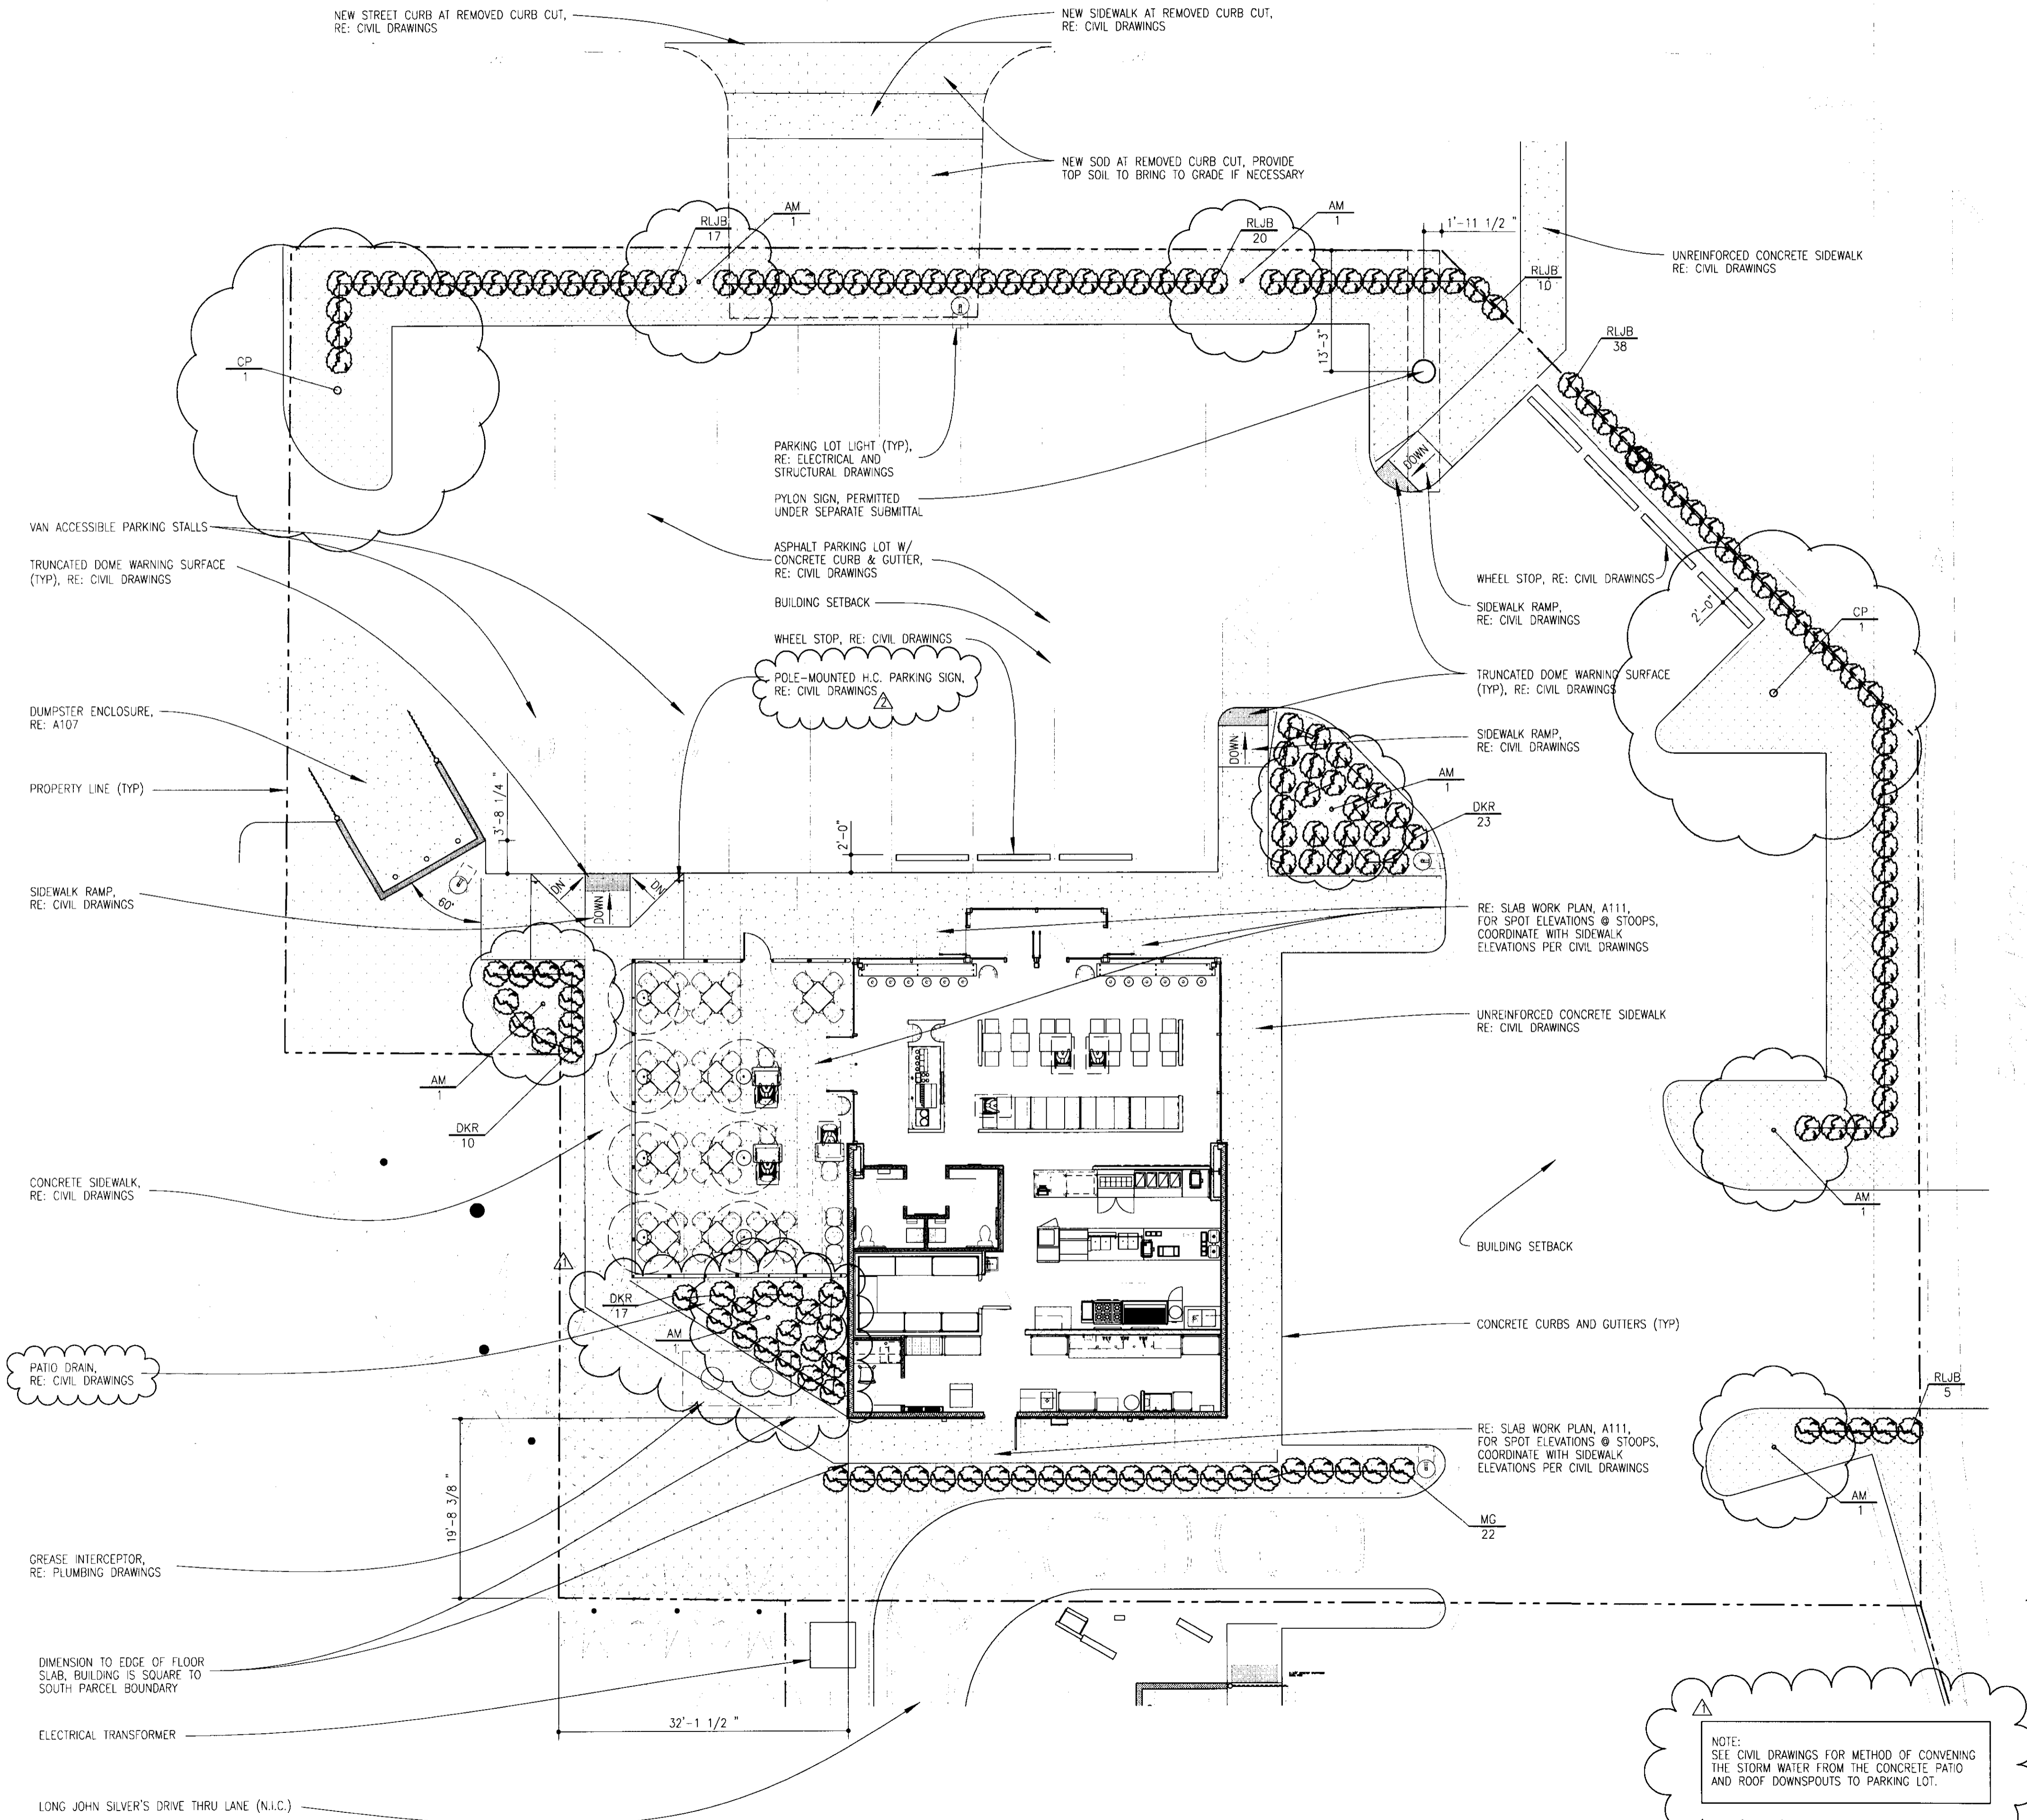 NEW STREET CURB AT REMOVED CURB CUT,
RE: CIVIL DRAWINGS
NEW SIDEWALK AT REMOVED CURB CUT,
RE: CIVIL DRAWINGS
NEW SOD AT REMOVED CURB CUT, PROVIDE
TOP SOIL TO BRING TO GRADE IF NECESSARY
RLJB
17
AM
1
RLJB
20
AM
1
1'-11 1/2 "
UNREINFORCED CONCRETE SIDEWALK
RE: CIVIL DRAWINGS
RLJB
10
RLJB
38
13'-3"
CP
1
PARKING LOT LIGHT (TYP),
RE: ELECTRICAL AND
STRUCTURAL DRAWINGS
DOWN
PYLON SIGN, PERMITTED
UNDER SEPARATE SUBMITTAL
VAN ACCESSIBLE PARKING STALLS
ASPHALT PARKING LOT W/
CONCRETE CURB & GUTTER,
RE: CIVIL DRAWINGS
TRUNCATED DOME WARNING SURFACE
(TYP), RE: CIVIL DRAWINGS
WHEEL STOP, RE: CIVIL DRAWINGS
BUILDING SETBACK
SIDEWALK RAMP,
RE: CIVIL DRAWINGS
2'-0"
CP
1
WHEEL STOP, RE: CIVIL DRAWINGS
POLE-MOUNTED H.C. PARKING SIGN,
RE: CIVIL DRAWINGS
2
TRUNCATED DOME WARNING SURFACE
(TYP), RE: CIVIL DRAWINGS
DUMPSTER ENCLOSURE,
RE: A107
SIDEWALK RAMP,
RE: CIVIL DRAWINGS
DOWN
PROPERTY LINE (TYP)
AM
1
3'-8 1/4 "
DKR
23
2'-0"
SIDEWALK RAMP,
RE: CIVIL DRAWINGS
60°
DN
DOWN
DN
RE: SLAB WORK PLAN, A111,
FOR SPOT ELEVATIONS @ STOOPS,
COORDINATE WITH SIDEWALK
ELEVATIONS PER CIVIL DRAWINGS
UNREINFORCED CONCRETE SIDEWALK
RE: CIVIL DRAWINGS
AM
1
DKR
10
CONCRETE SIDEWALK,
RE: CIVIL DRAWINGS
AM
1
BUILDING SETBACK
1
DKR
17
AM
1
CONCRETE CURBS AND GUTTERS (TYP)
PATIO DRAIN,
RE: CIVIL DRAWINGS
RLJB
5
RE: SLAB WORK PLAN, A111,
FOR SPOT ELEVATIONS @ STOOPS,
COORDINATE WITH SIDEWALK
ELEVATIONS PER CIVIL DRAWINGS
AM
1
19'-8 3/8 "
MG
22
GREASE INTERCEPTOR,
RE: PLUMBING DRAWINGS
DIMENSION TO EDGE OF FLOOR
SLAB, BUILDING IS SQUARE TO
SOUTH PARCEL BOUNDARY
32'-1 1/2 "
ELECTRICAL TRANSFORMER
1
NOTE:
SEE CIVIL DRAWINGS FOR METHOD OF CONVENING
THE STORM WATER FROM THE CONCRETE PATIO
AND ROOF DOWNSPOUTS TO PARKING LOT.
LONG JOHN SILVER'S DRIVE THRU LANE (N.I.C.)